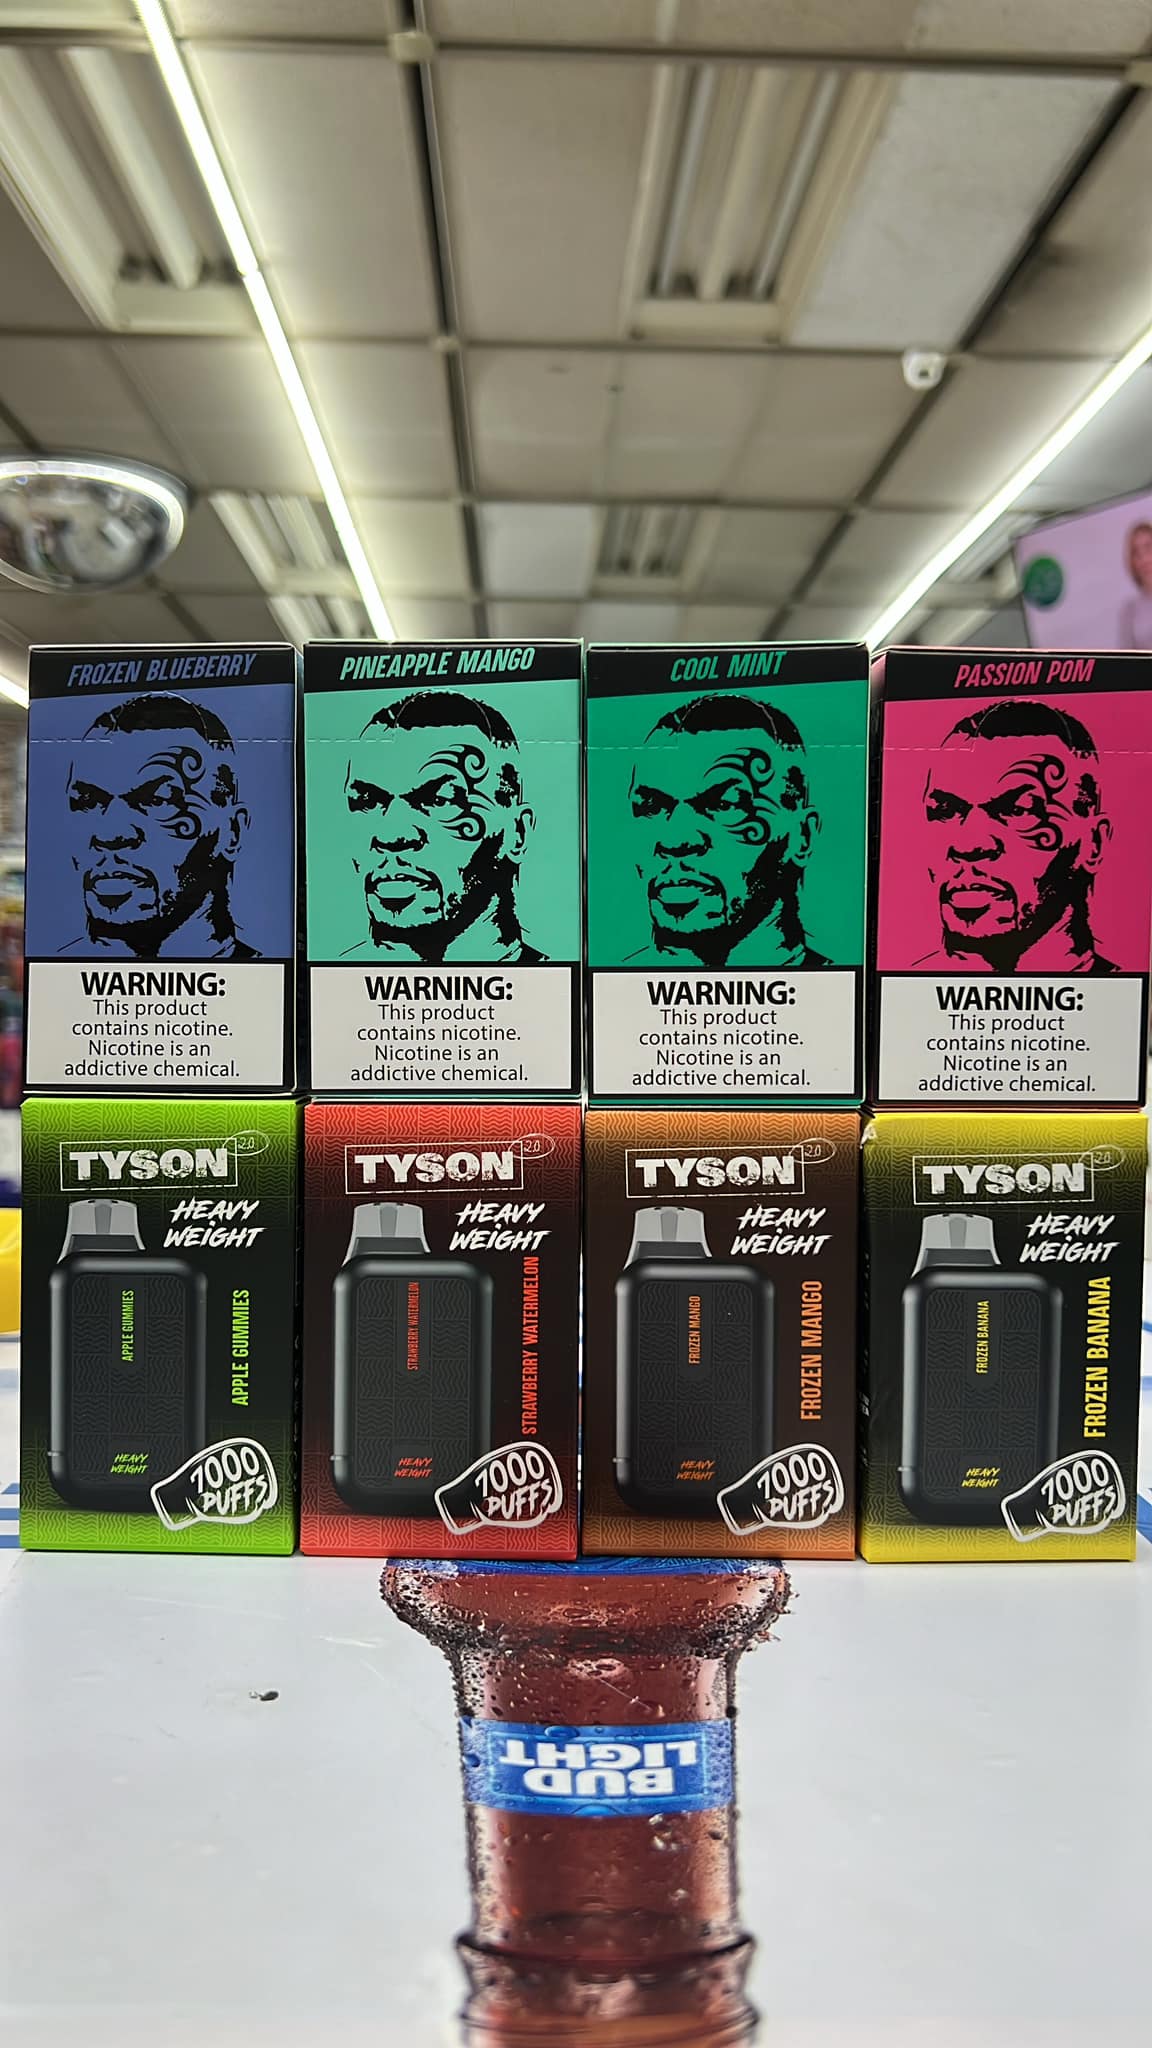 FROZEN BLUEBERRY
WARNING:
This product
contains nicotine.
Nicotine is an
addictive chemical.
PINEAPPLE MANGO
WARNING:
This product
contains nicotine.
Nicotine is an
addictive chemical.
COOL MINT
WARNING:
This product
contains nicotine.
Nicotine is an
addictive chemical.
PASSION POM
WARNING:
This product
contains nicotine.
Nicotine is an
addictive chemical.
TYSON 2.0
HEAVY
WEIGHT
APPLE GUMMIES
APPLE GUMMIES
HEAVY
WEIGHT
7000
PUFFS
TYSON 2.0
HEAVY
WEIGHT
STRAWBERRY WATERMELON
STRAWBERRY WATERMELON
HEAVY
WEIGHT
7000
PUFFS
TYSON 2.0
HEAVY
WEIGHT
FROZEN MANGO
FROZEN MANGO
HEAVY
WEIGHT
7000
PUFFS
TYSON 2.0
HEAVY
WEIGHT
FROZEN BANANA
FROZEN BANANA
HEAVY
WEIGHT
7000
PUFFS
BUD
LIGHT